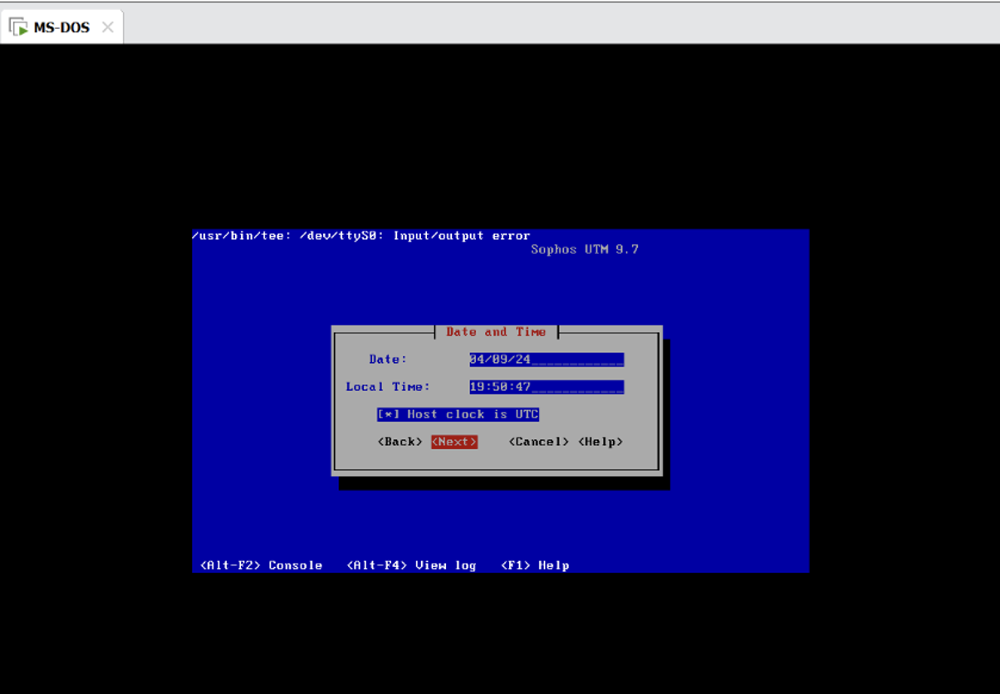 MS-DOS
/usr/bin/tee: /dev/ttyS0: Input/output error
Sophos UTM 9.7
Date and Time
Date: 04/09/24____________
Local Time: 19:50:47____________
[*] Host clock is UTC
<Back> <Next> <Cancel> <Help>
<Alt-F2> Console <Alt-F4> View log <F1> Help